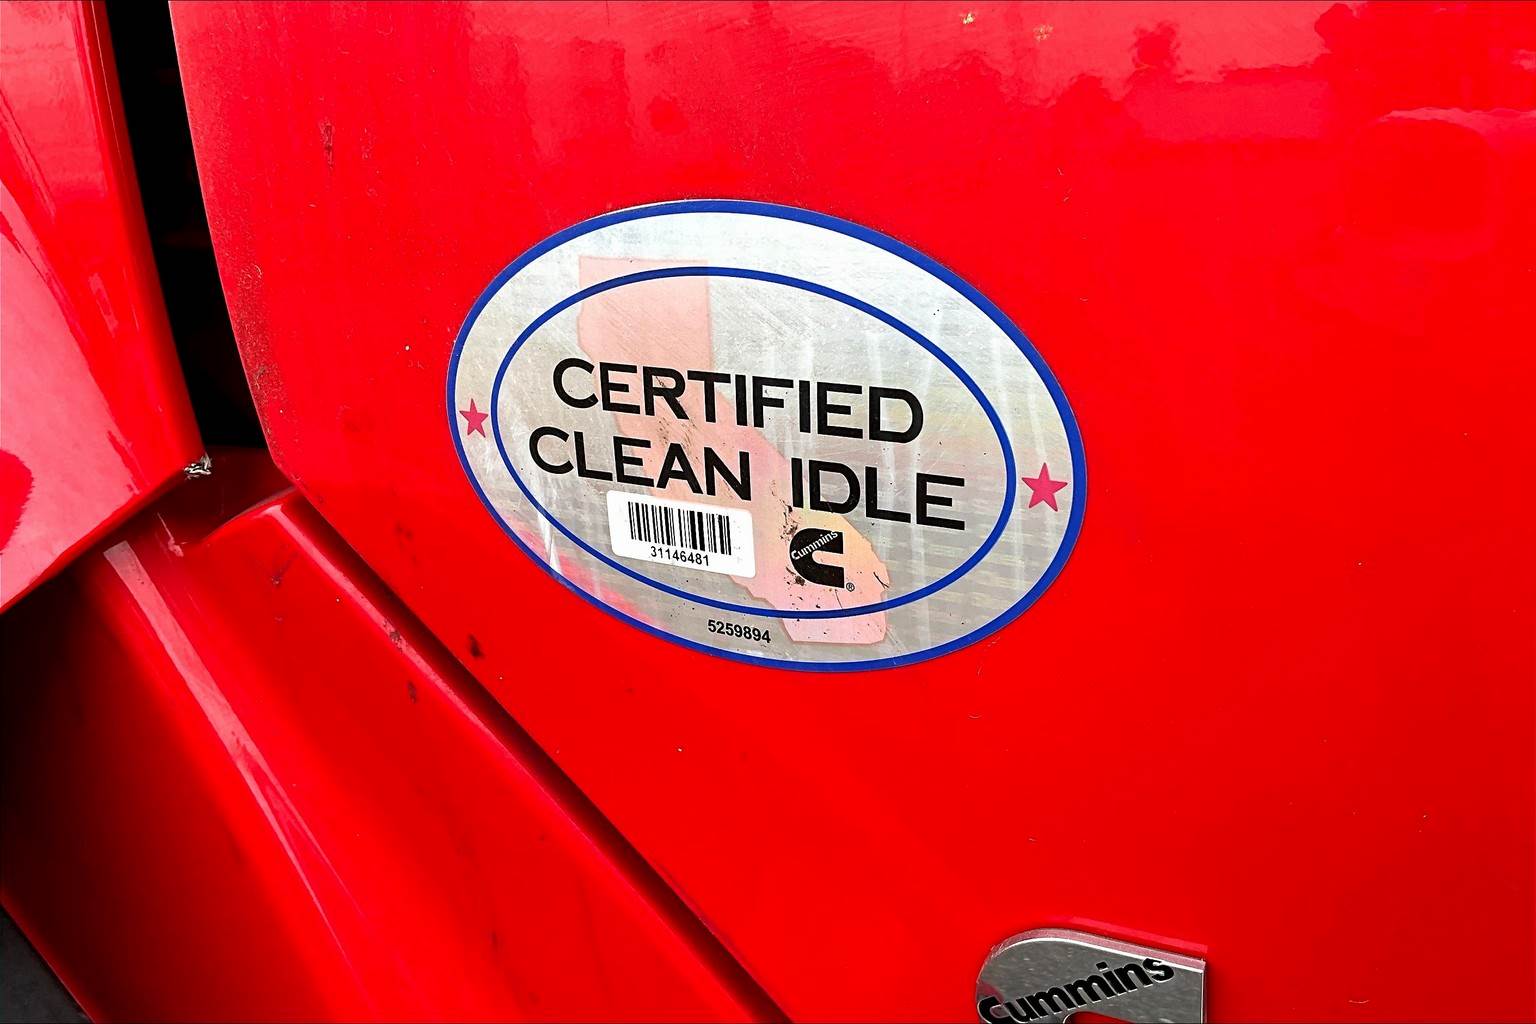 CERTIFIED
CLEAN IDLE
31146481
Cummins
®
5259894
Cummins